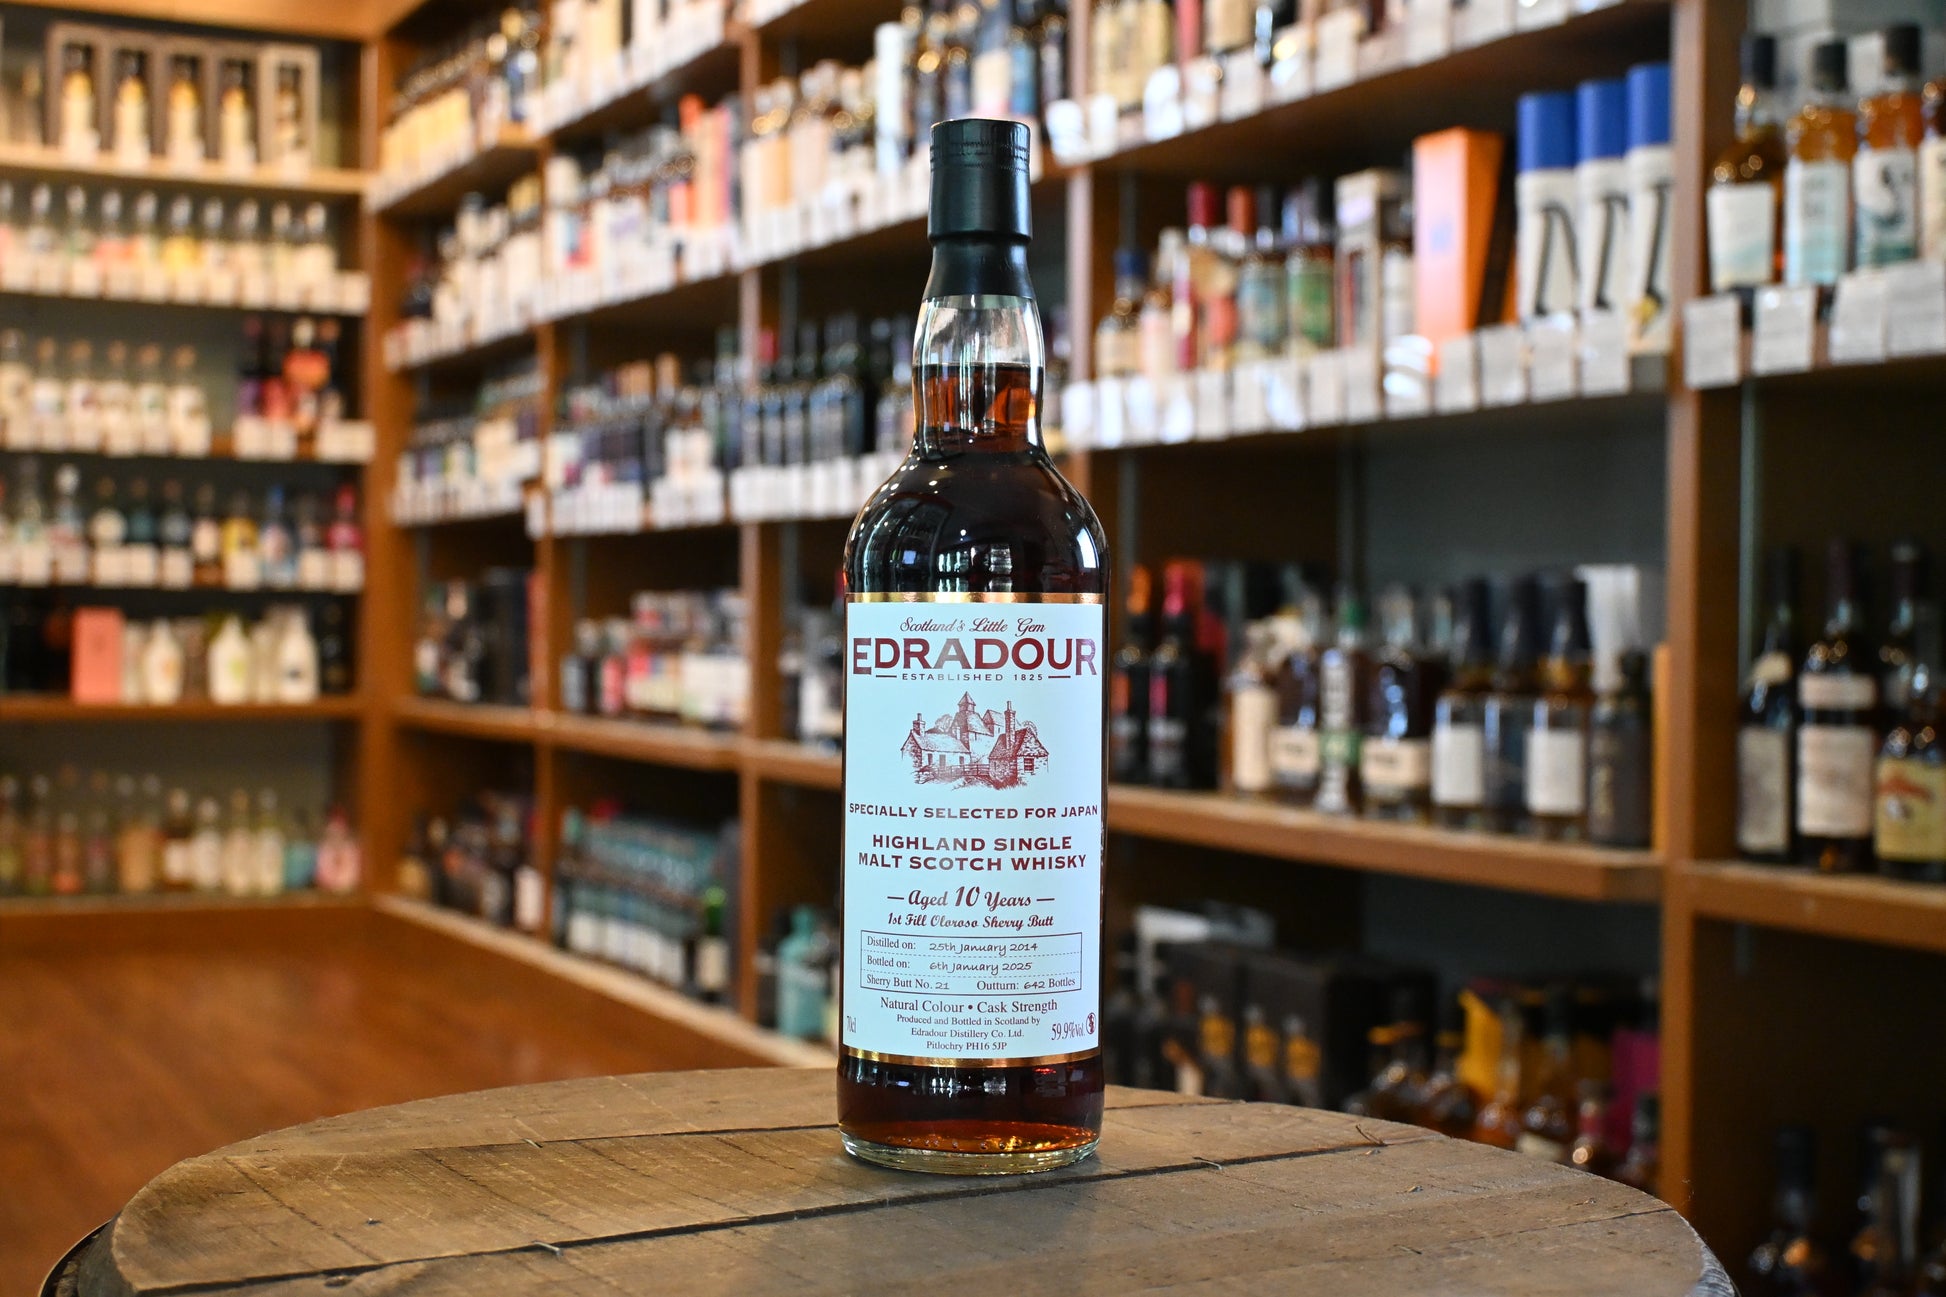 Scotland's Little Gem
EDRADOUR
ESTABLISHED 1825
SPECIALLY SELECTED FOR JAPAN
HIGHLAND SINGLE
MALT SCOTCH WHISKY
— Aged 10 Years —
1st Fill Oloroso Sherry Butt
Distilled on: 25th January 2014
Bottled on: 6th January 2025
Sherry Butt No. 21 Outturn: 642 Bottles
Natural Colour • Cask Strength
Produced and Bottled in Scotland by
Edradour Distillery Co. Ltd.
Pitlochry PH16 5JP
70cl
59.9%Vol.